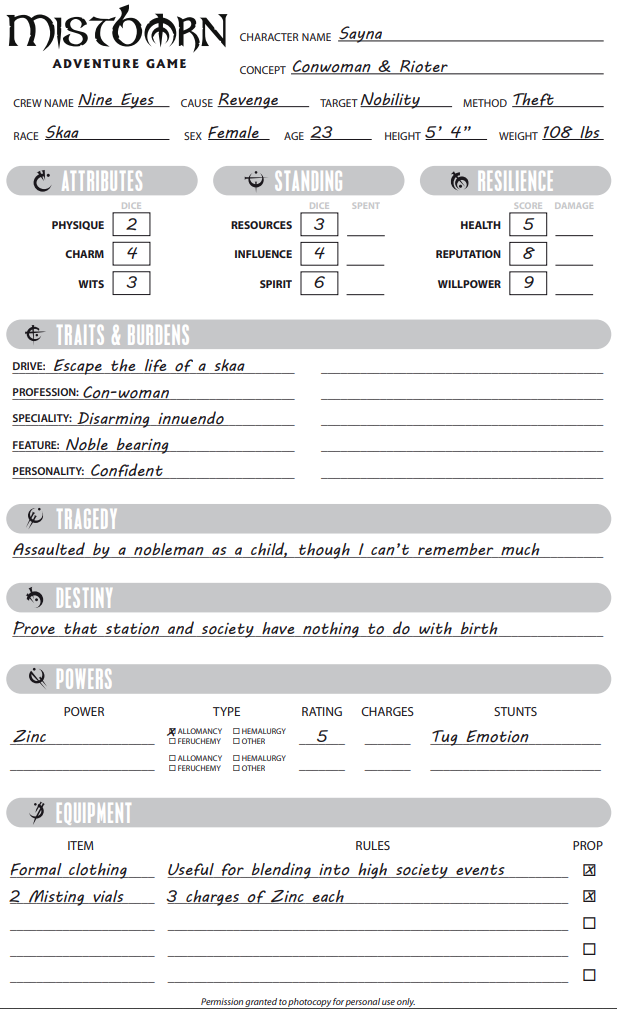 MISTBORN
ADVENTURE GAME
CHARACTER NAME Sayna
CONCEPT Conwoman & Rioter
CREW NAME Nine Eyes CAUSE Revenge TARGET Nobility METHOD Theft
RACE Skaa SEX Female AGE 23 HEIGHT 5' 4" WEIGHT 108 lbs
ATTRIBUTES STANDING RESILIENCE
DICE DICE SPENT SCORE DAMAGE
PHYSIQUE 2 RESOURCES 3 HEALTH 5
CHARM 4 INFLUENCE 4 REPUTATION 8
WITS 3 SPIRIT 6 WILLPOWER 9
TRAITS & BURDENS
DRIVE: Escape the life of a skaa
PROFESSION: Con-woman
SPECIALITY: Disarming innuendo
FEATURE: Noble bearing
PERSONALITY: Confident
TRAGEDY
Assaulted by a nobleman as a child, though I can't remember much
DESTINY
Prove that station and society have nothing to do with birth
POWERS
POWER TYPE RATING CHARGES STUNTS
Zinc X ALLOMANCY HEMALURGY 5 Tug Emotion
FERUCHEMY OTHER
ALLOMANCY HEMALURGY
FERUCHEMY OTHER
EQUIPMENT
ITEM RULES PROP
Formal clothing Useful for blending into high society events X
2 Misting vials 3 charges of Zinc each X
Permission granted to photocopy for personal use only.